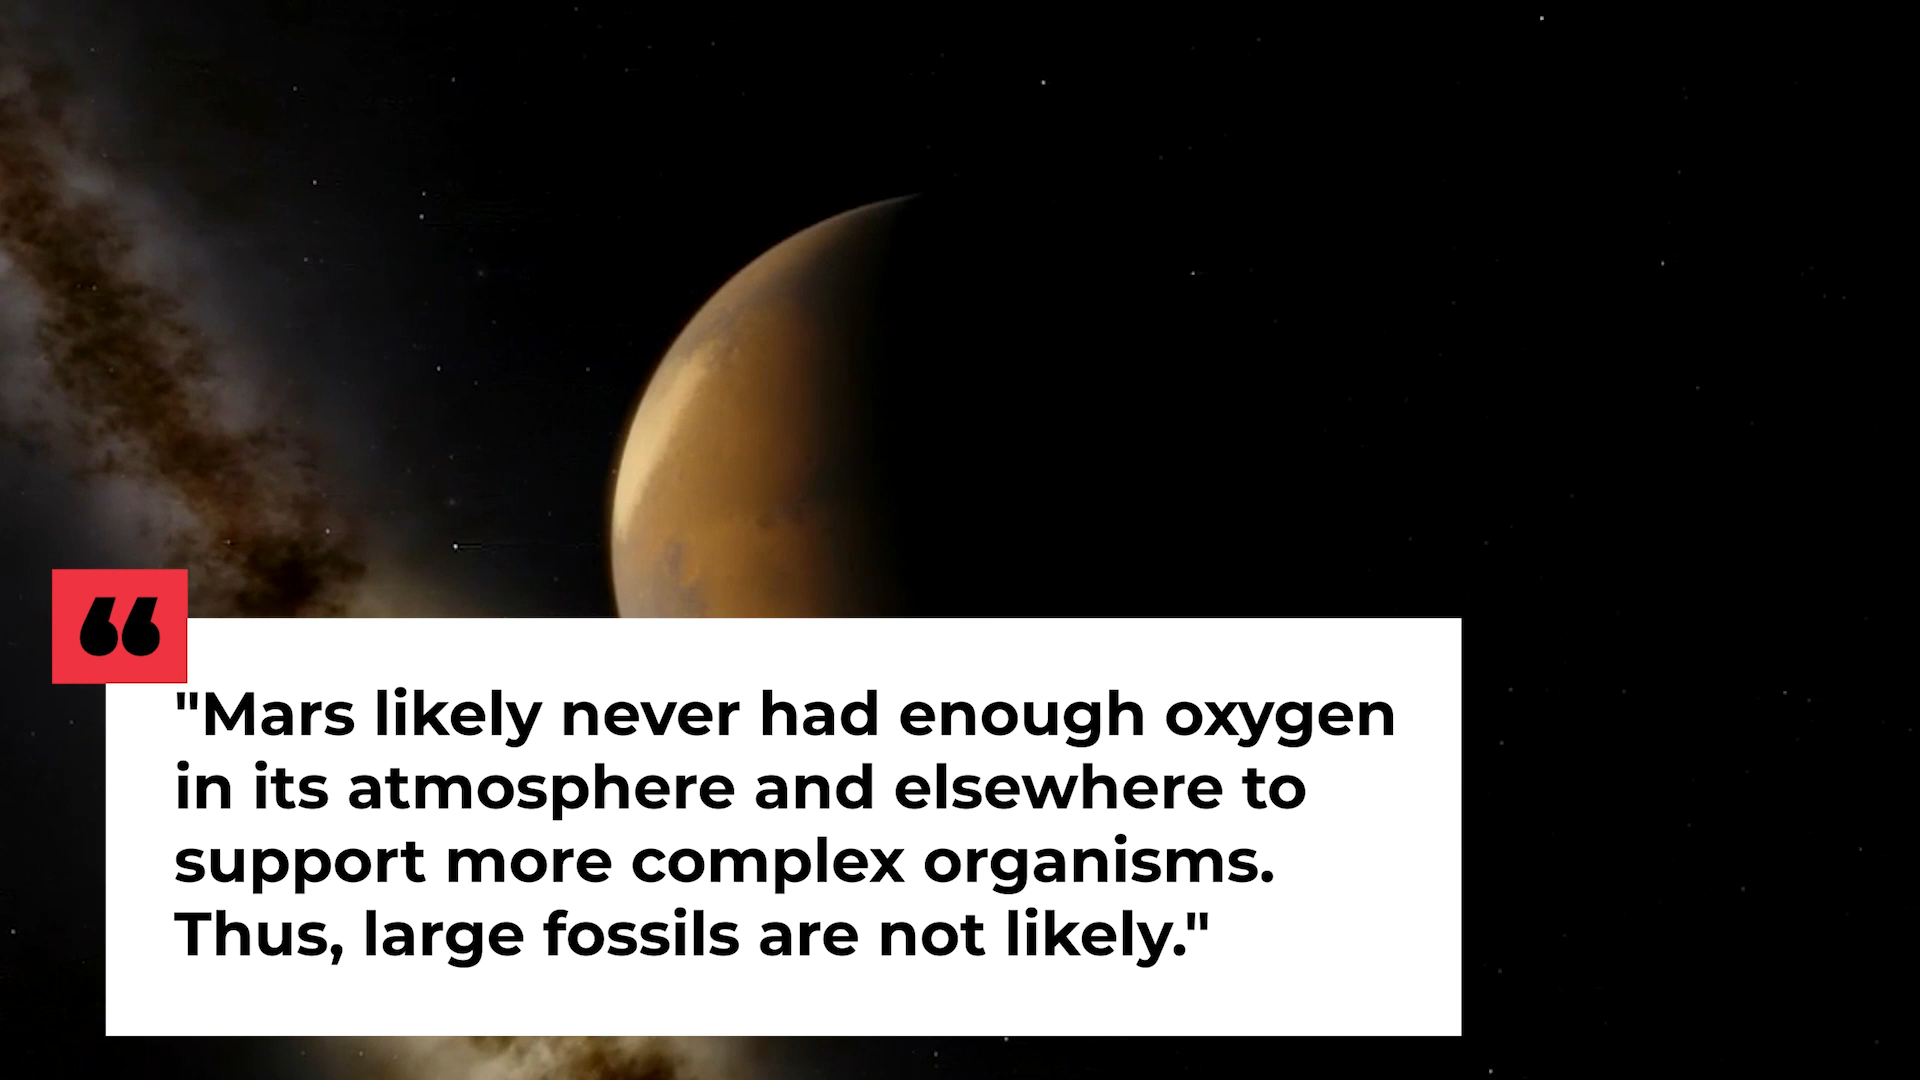 "Mars likely never had enough oxygen
in its atmosphere and elsewhere to
support more complex organisms.
Thus, large fossils are not likely."